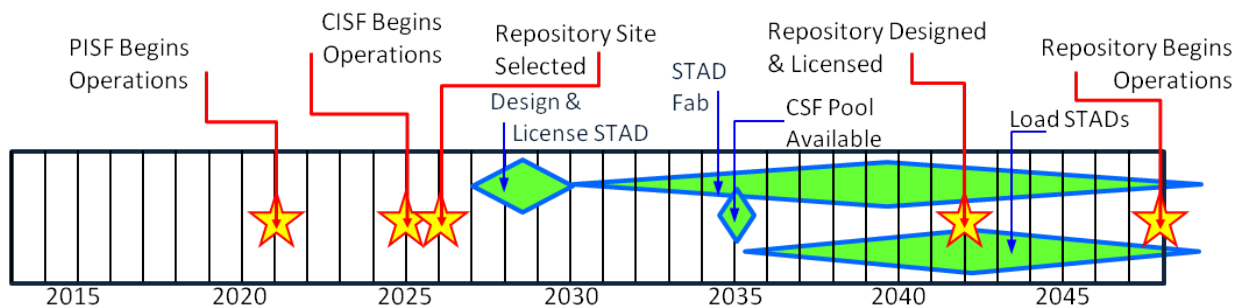 PISF Begins
Operations
CISF Begins
Operations
Repository Site
Selected
Design &
License STAD
STAD
Fab
CSF Pool
Available
Repository Designed
& Licensed
Load STADs
Repository Begins
Operations
2015 2020 2025 2030 2035 2040 2045